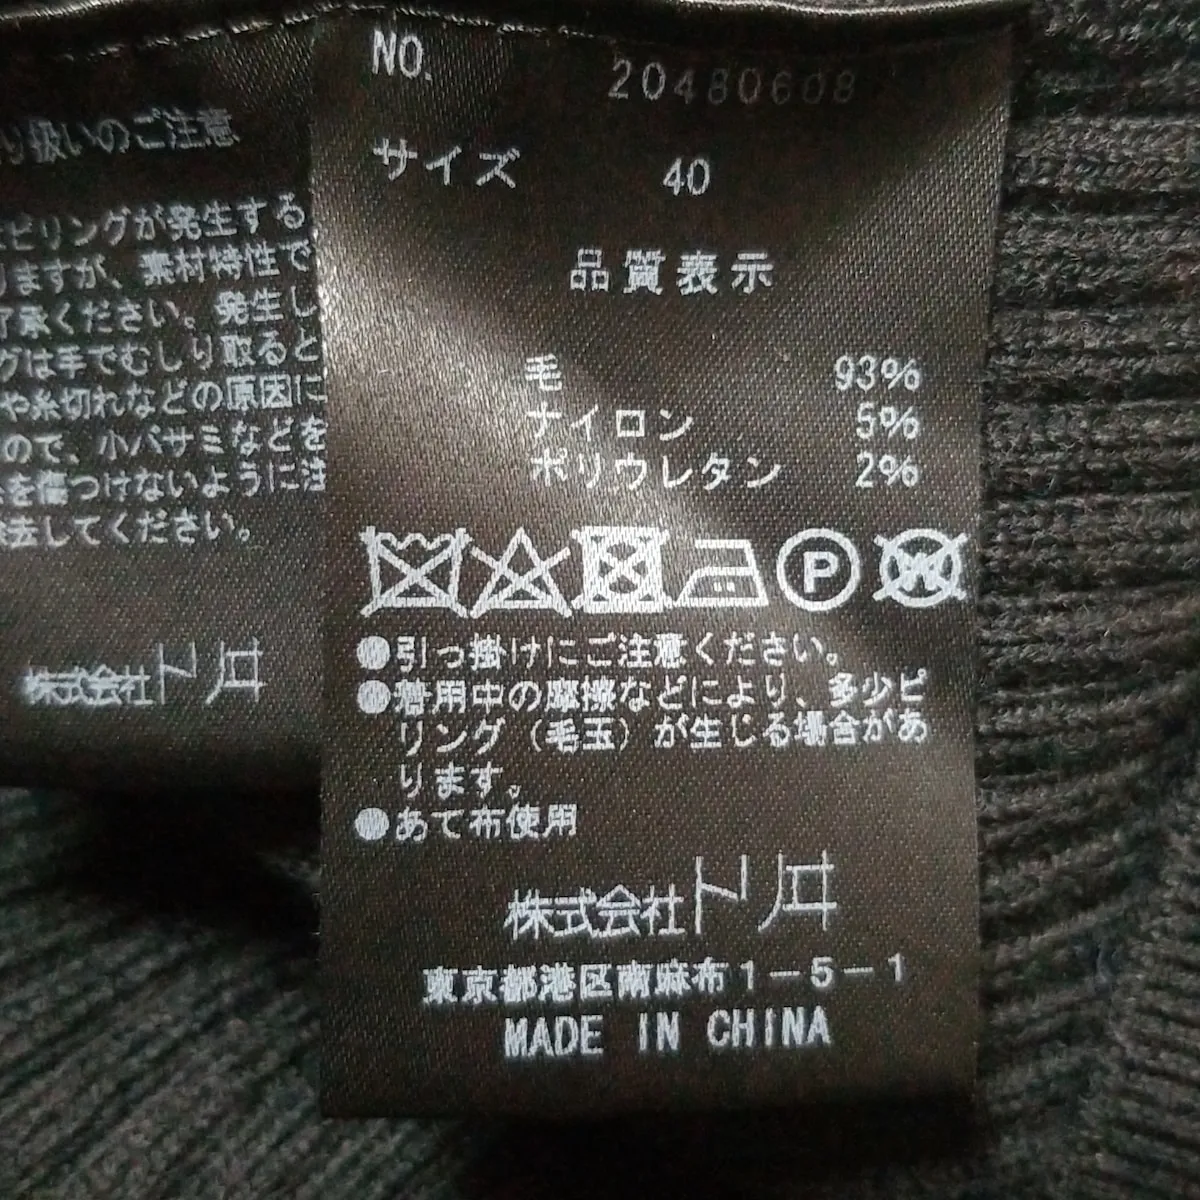 り扱いのご注意
ピリングが発生する
りますが、素材特性で
了承ください。発生し
グは手でむしり取ると
や糸切れなどの原因に
ので、小バサミなどを
を傷つけないように注
去してください。
株式会社
NO. 20480608
サイズ 40
品質表示
毛 93%
ナイロン 5%
ポリウレタン 2%
P
W
●引っ掛けにご注意ください。
●着用中の摩擦などにより、多少ピ
リング(毛玉)が生じる場合があ
ります。
●あて布使用
株式会社
東京都港区南麻布1-5-1
MADE IN CHINA